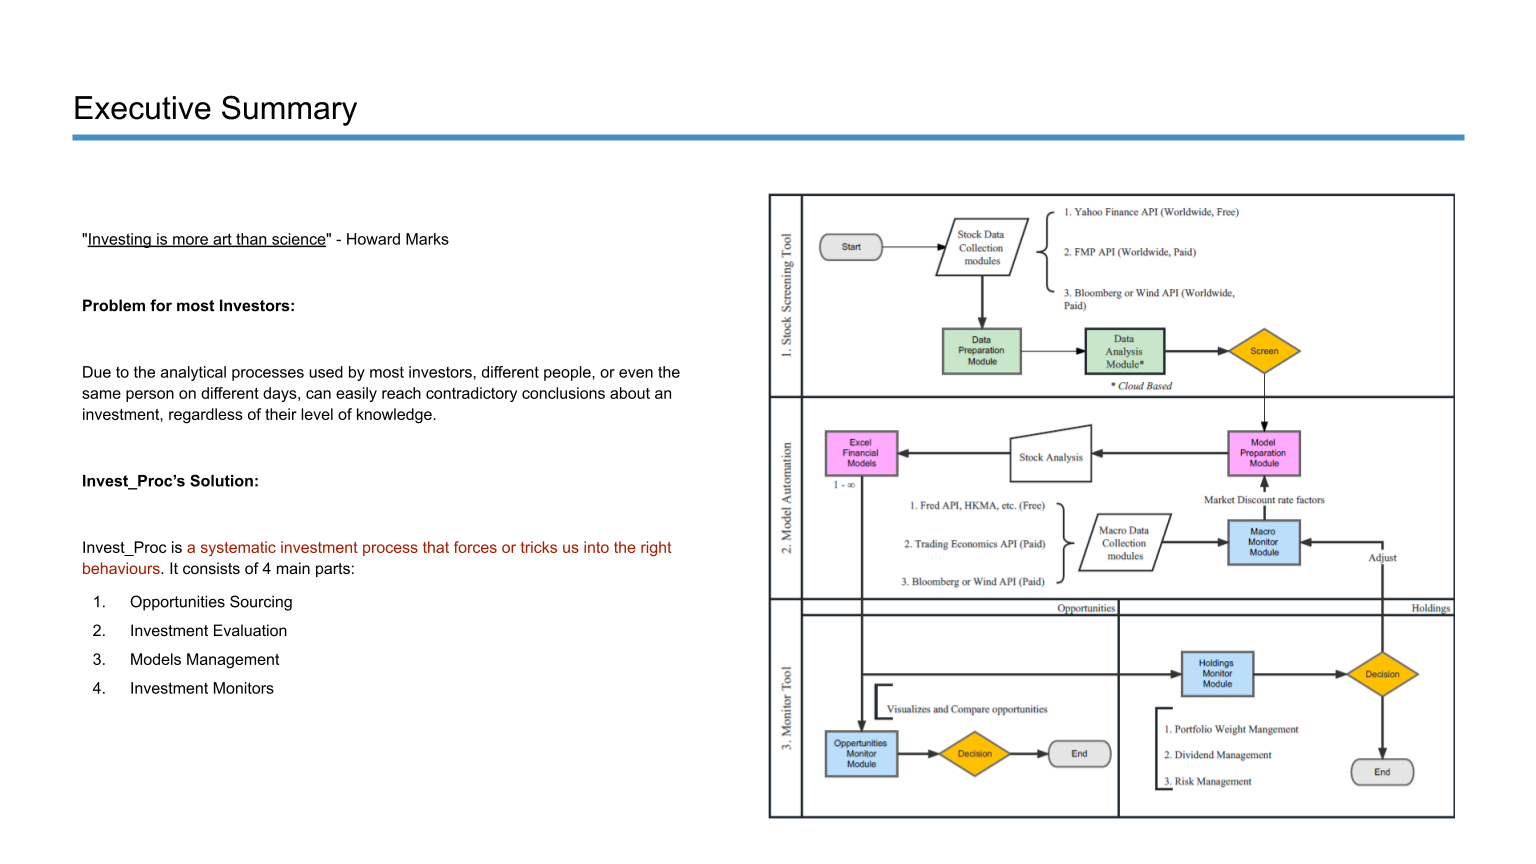 Executive Summary
"Investing is more art than science" - Howard Marks
Problem for most Investors:
Due to the analytical processes used by most investors, different people, or even the
same person on different days, can easily reach contradictory conclusions about an
investment, regardless of their level of knowledge.
Invest_Proc’s Solution:
Invest_Proc is a systematic investment process that forces or tricks us into the right
behaviours. It consists of 4 main parts:
1. Opportunities Sourcing
2. Investment Evaluation
3. Models Management
4. Investment Monitors
1. Stock Screening Tool
Start
Stock Data
Collection
modules
1. Yahoo Finance API (Worldwide, Free)
2. FMP API (Worldwide, Paid)
3. Bloomberg or Wind API (Worldwide,
Paid)
Data
Preparation
Module
Data
Analysis
Module*
* Cloud Based
Screen
2. Model Automation
Excel
Financial
Models
1 - ∞
Stock Analysis
Model
Preparation
Module
Market Discount rate factors
1. Fred API, HKMA, etc. (Free)
2. Trading Economics API (Paid)
3. Bloomberg or Wind API (Paid)
Macro Data
Collection
modules
Macro
Monitor
Module
Adjust
3. Monitor Tool
Opportunities
Holdings
Visualizes and Compare opportunities
Oppertunities
Monitor
Module
Decision
End
Holdings
Monitor
Module
Decision
1. Portfolio Weight Mangement
2. Dividend Management
3. Risk Management
End